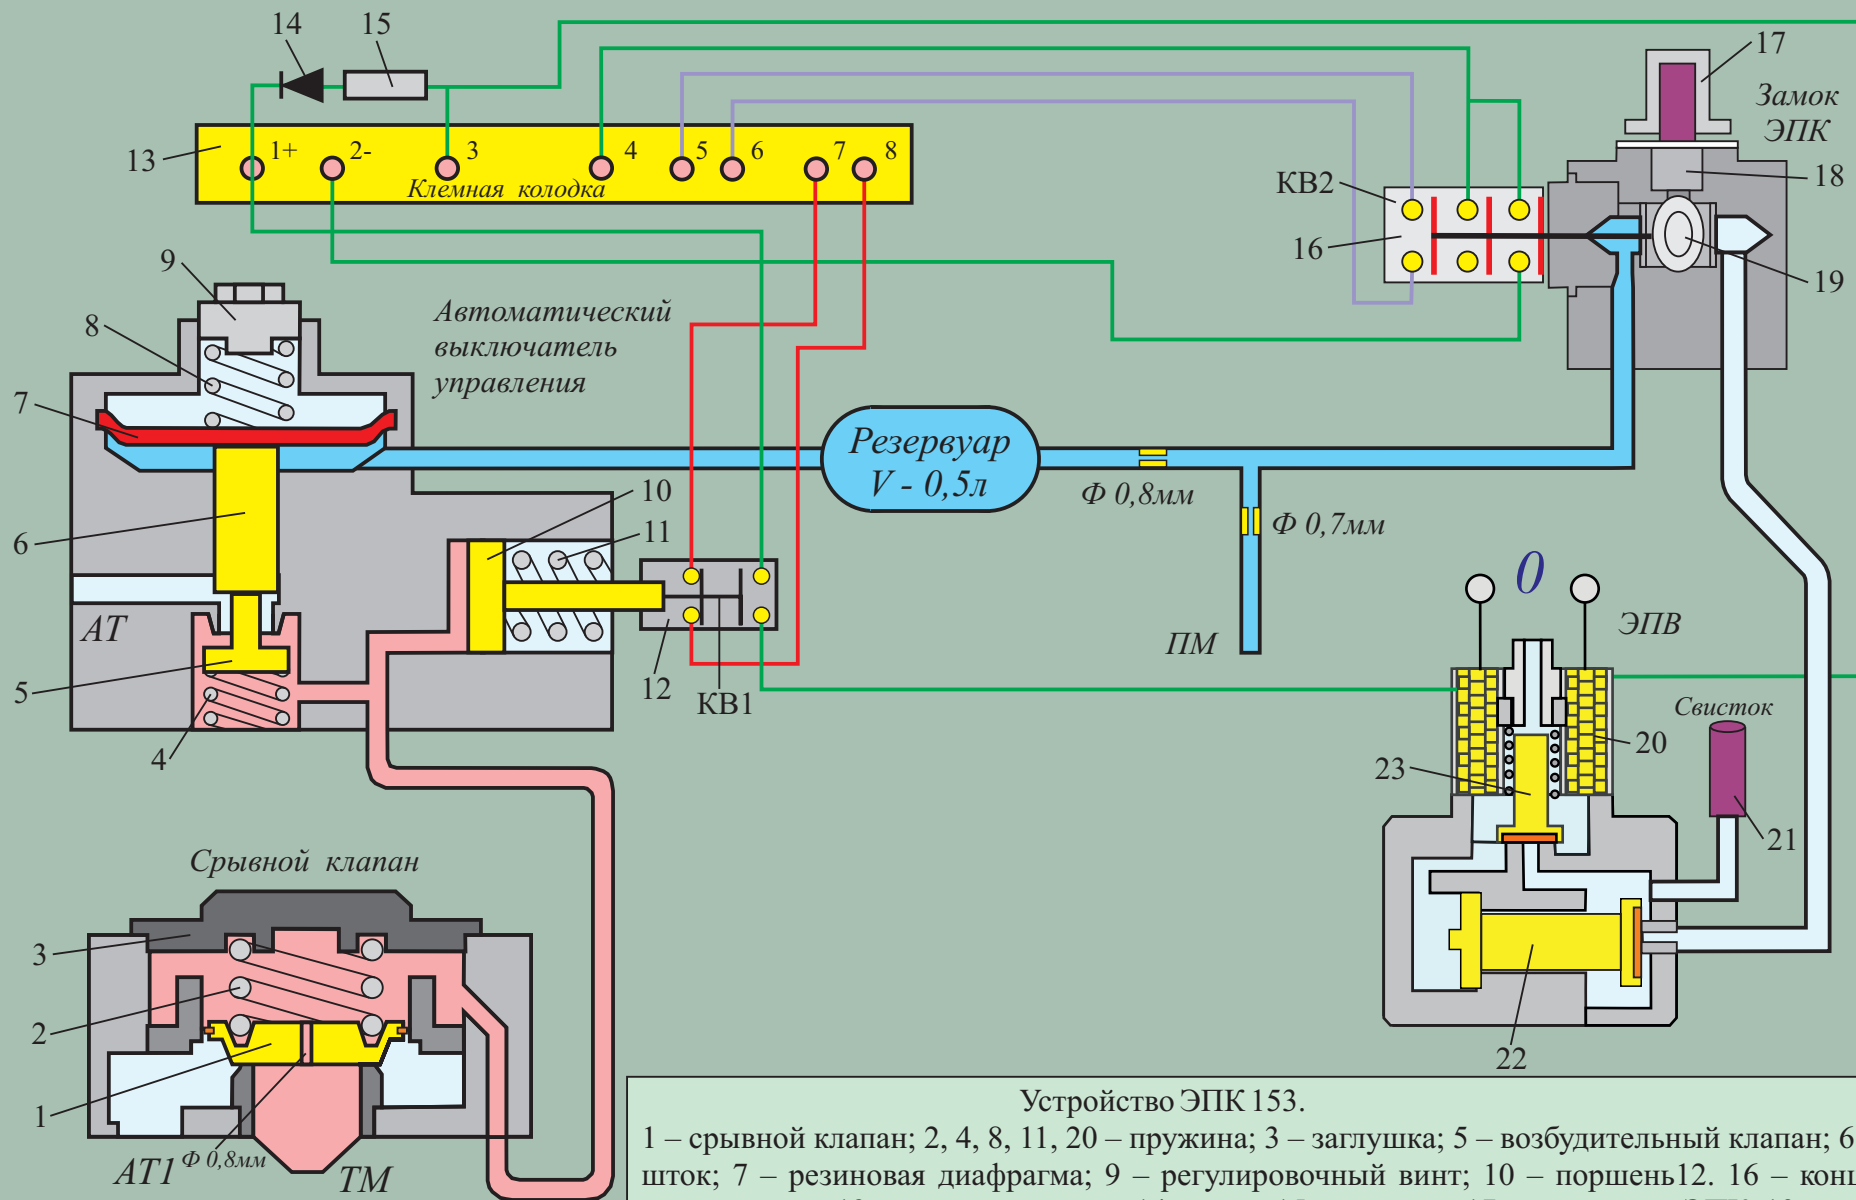 14
15
17
Замок
ЭПК
13
1+
2-
3
4
5
6
7
8
Клемная колодка
КВ2
18
16
19
9
8
7
Автоматический
выключатель
управления
Резервуар
V - 0,5л
Ф 0,8мм
Ф 0,7мм
10
11
6
0
АТ
ПМ
ЭПВ
5
12
КВ1
4
Свисток
20
23
21
Срывной клапан
3
2
22
1
АТ1
Ф 0,8мм
ТМ
Устройство ЭПК 153.
1 – срывной клапан; 2, 4, 8, 11, 20 – пружина; 3 – заглушка; 5 – возбудительный клапан; 6
шток; 7 – резиновая диафрагма; 9 – регулировочный винт; 10 – поршень12. 16 – конц